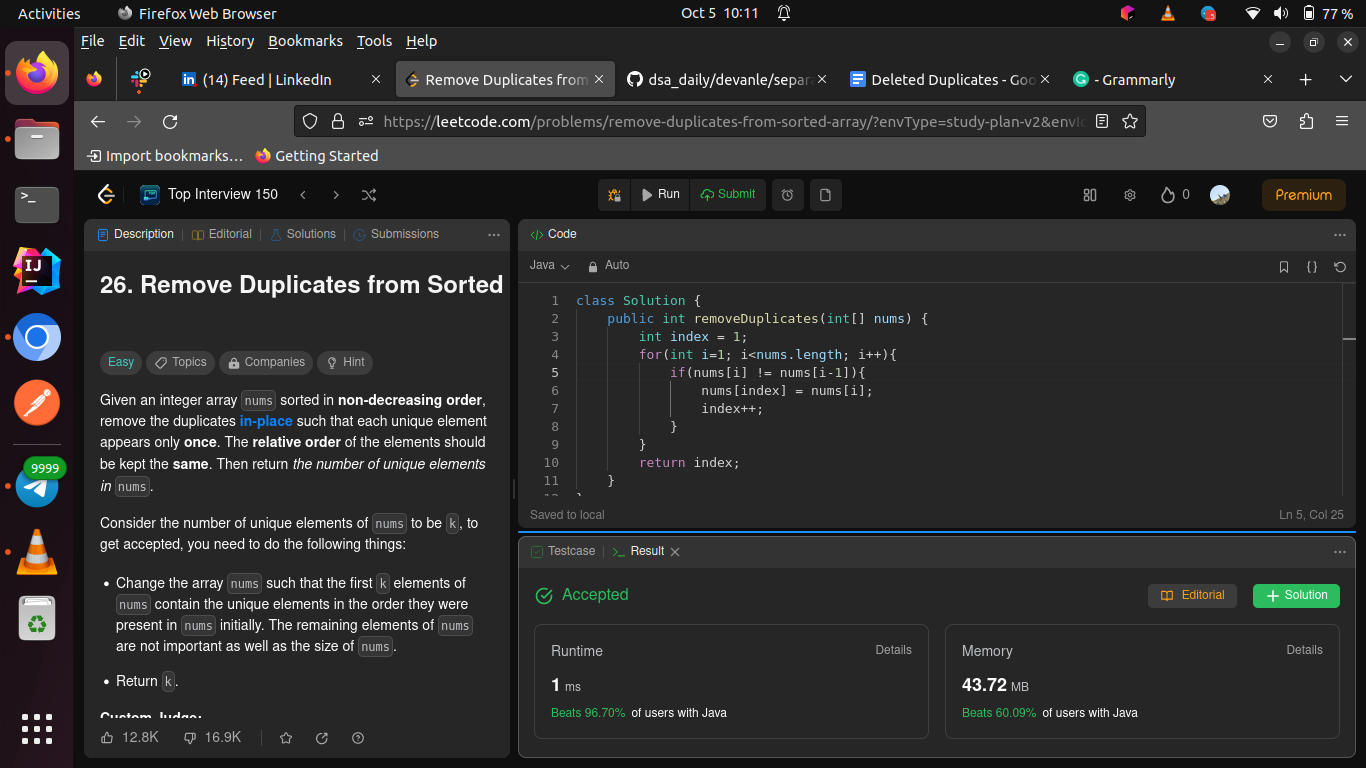 Activities Firefox Web Browser Oct 5 10:11 77 %
File Edit View History Bookmarks Tools Help
(14) Feed | LinkedIn Remove Duplicates from dsa_daily/devanle/separ Deleted Duplicates - Goo - Grammarly
https://leetcode.com/problems/remove-duplicates-from-sorted-array/?envType=study-plan-v2&envId
Import bookmarks… Getting Started
Top Interview 150 Run Submit 0 Premium
Description | Editorial | Solutions | Submissions
26. Remove Duplicates from Sorted
Easy Topics Companies Hint
Given an integer array nums sorted in non-decreasing order,
remove the duplicates in-place such that each unique element
appears only once. The relative order of the elements should
be kept the same. Then return the number of unique elements
in nums.
Consider the number of unique elements of nums to be k, to
get accepted, you need to do the following things:
• Change the array nums such that the first k elements of
nums contain the unique elements in the order they were
present in nums initially. The remaining elements of nums
are not important as well as the size of nums.
• Return k.
Custom Judge:
12.8K 16.9K
</> Code
Java Auto {}
1 class Solution {
2 public int removeDuplicates(int[] nums) {
3 int index = 1;
4 for(int i=1; i<nums.length; i++){
5 if(nums[i] != nums[i-1]){
6 nums[index] = nums[i];
7 index++;
8 }
9 }
10 return index;
11 }
12 }
Saved to local Ln 5, Col 25
Testcase | >_ Result
Accepted Editorial + Solution
Runtime Details
1 ms
Beats 96.70% of users with Java
Memory Details
43.72 MB
Beats 60.09% of users with Java
>_
IJ
9999